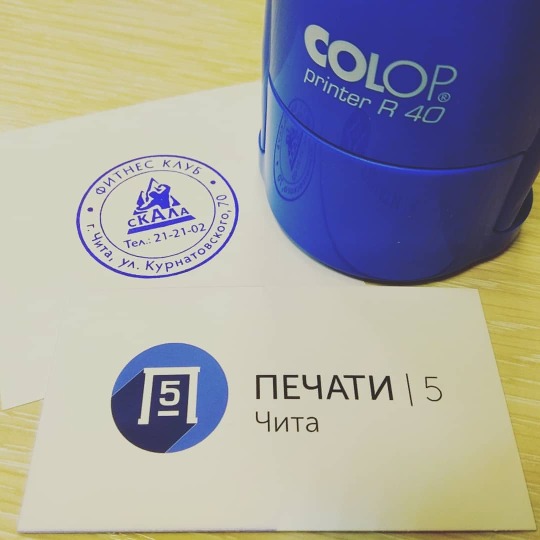 COLOP®
printer R 40
ФИТНЕС КЛУБ
сКАЛа
Тел.: 21-21-02
г. Чита, ул. Курнатовского, 70
5
ПЕЧАТИ | 5
Чита